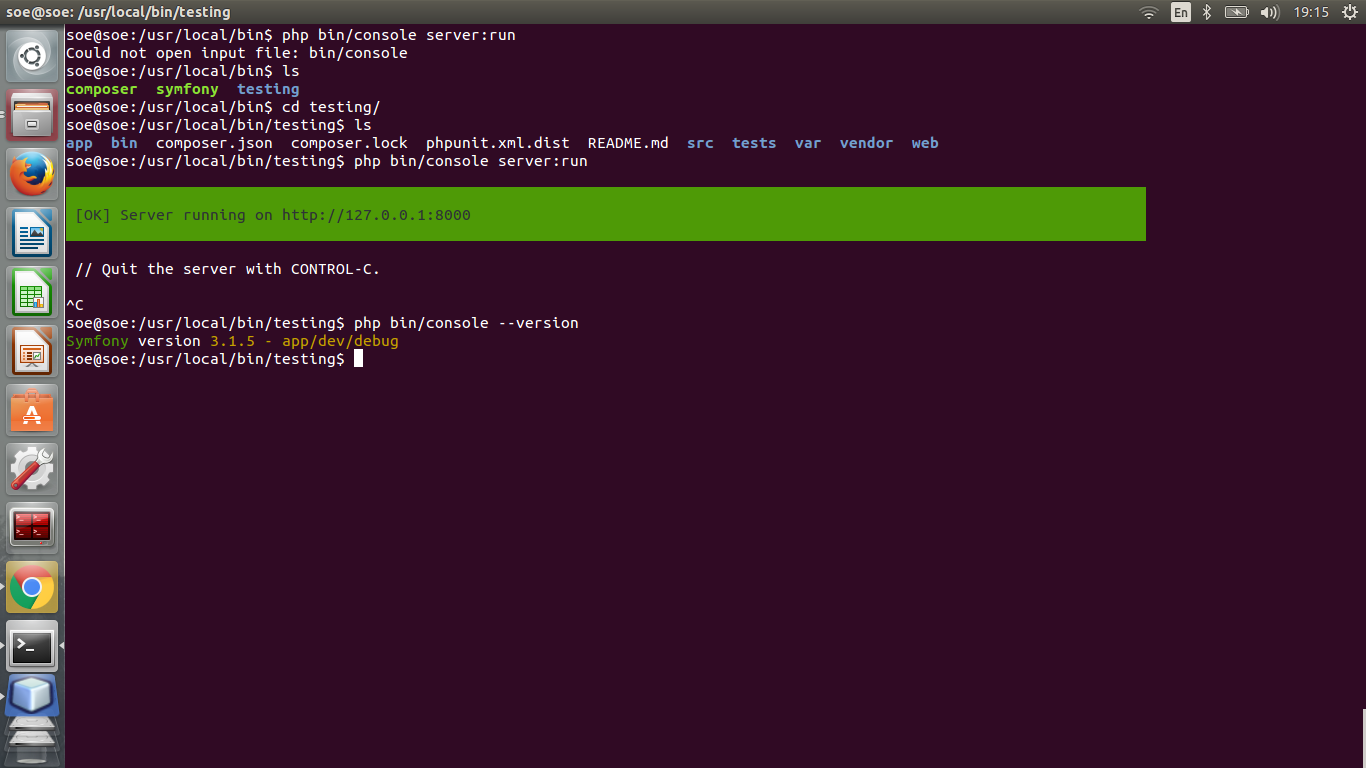 soe@soe: /usr/local/bin/testing
En
19:15
soe@soe:/usr/local/bin$ php bin/console server:run
Could not open input file: bin/console
soe@soe:/usr/local/bin$ ls
composer  symfony  testing
soe@soe:/usr/local/bin$ cd testing/
soe@soe:/usr/local/bin/testing$ ls
app  bin  composer.json  composer.lock  phpunit.xml.dist  README.md  src  tests  var  vendor  web
soe@soe:/usr/local/bin/testing$ php bin/console server:run
[OK] Server running on http://127.0.0.1:8000
// Quit the server with CONTROL-C.
^C
soe@soe:/usr/local/bin/testing$ php bin/console --version
Symfony version 3.1.5 - app/dev/debug
soe@soe:/usr/local/bin/testing$